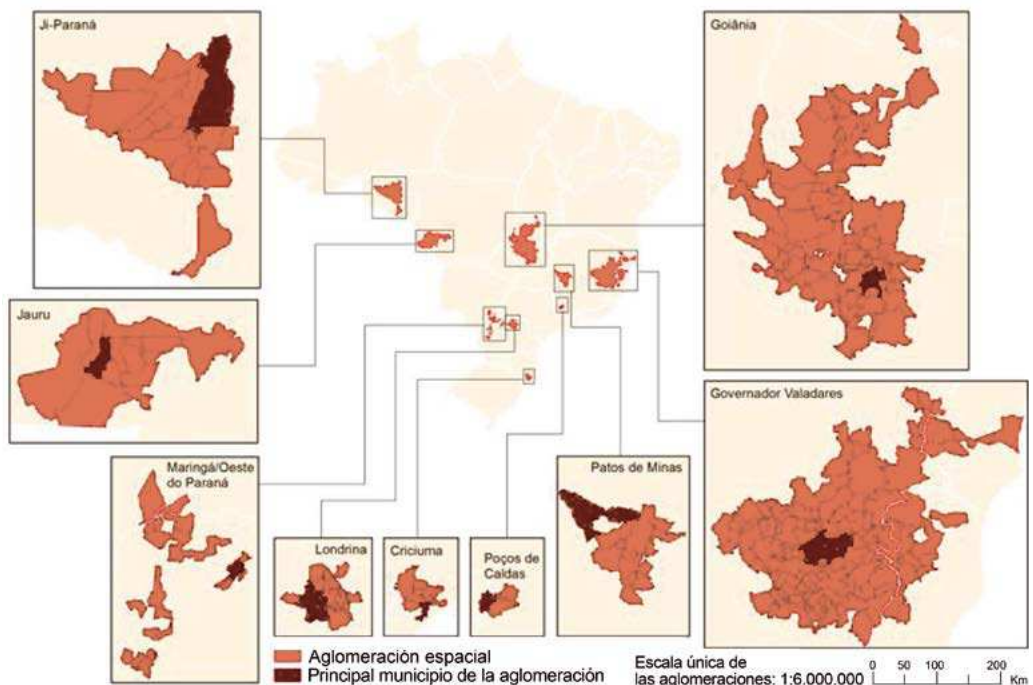 Ji-Paraná
Goiânia
Jauru
Governador Valadares
Maringá/Oeste
do Paraná
Londrina
Criciuma
Poços de
Caldas
Patos de Minas
Aglomeración espacial
Principal municipio de la aglomeración
Escala única de
las aglomeraciones: 1:6.000.000
0 50 100 200
Km